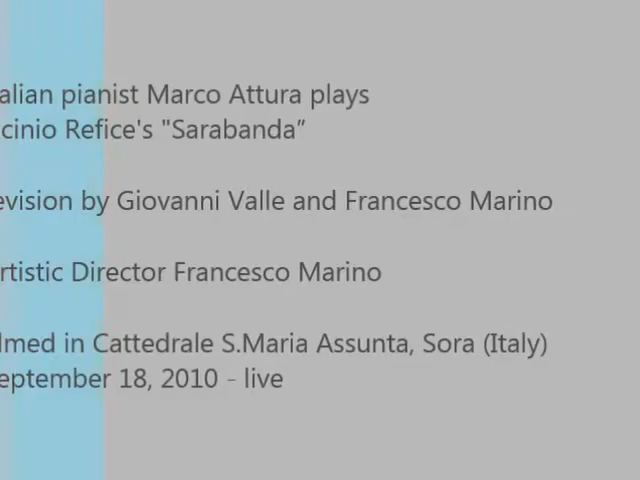 alian pianist Marco Attura plays
cinio Refice's "Sarabanda”
evision by Giovanni Valle and Francesco Marino
rtistic Director Francesco Marino
lmed in Cattedrale S.Maria Assunta, Sora (Italy)
eptember 18, 2010 - live